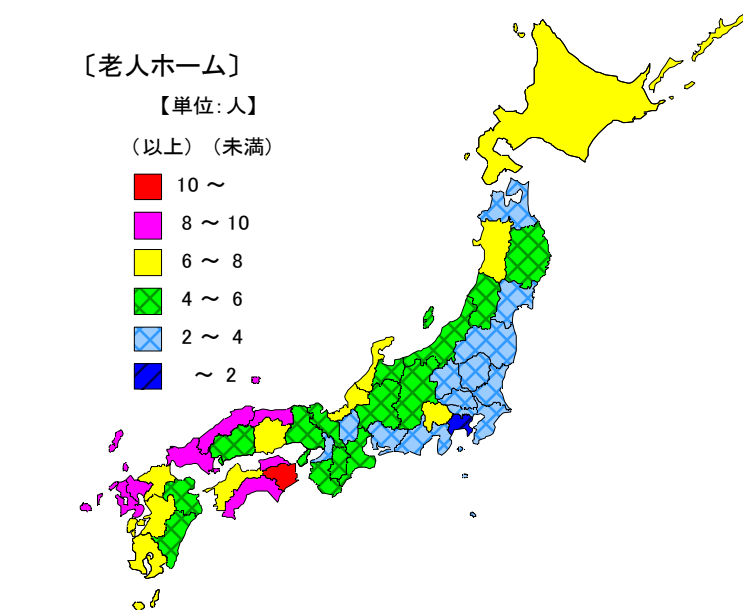 〔老人ホーム〕
【単位：人】
（以上）（未満）
10 ～
8 ～ 10
6 ～ 8
4 ～ 6
2 ～ 4
～ 2